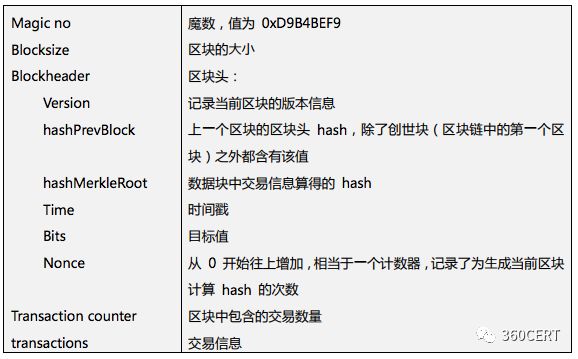 Magic no 魔数，值为 0xD9B4BEF9
Blocksize 区块的大小
Blockheader 区块头：
Version 记录当前区块的版本信息
hashPrevBlock 上一个区块的区块头 hash，除了创世块（区块链中的第一个区
块）之外都含有该值
hashMerkleRoot 数据块中交易信息算得的 hash
Time 时间戳
Bits 目标值
Nonce 从 0 开始往上增加，相当于一个计数器，记录了为生成当前区块
计算 hash 的次数
Transaction counter 区块中包含的交易数量
transactions 交易信息
360CERT